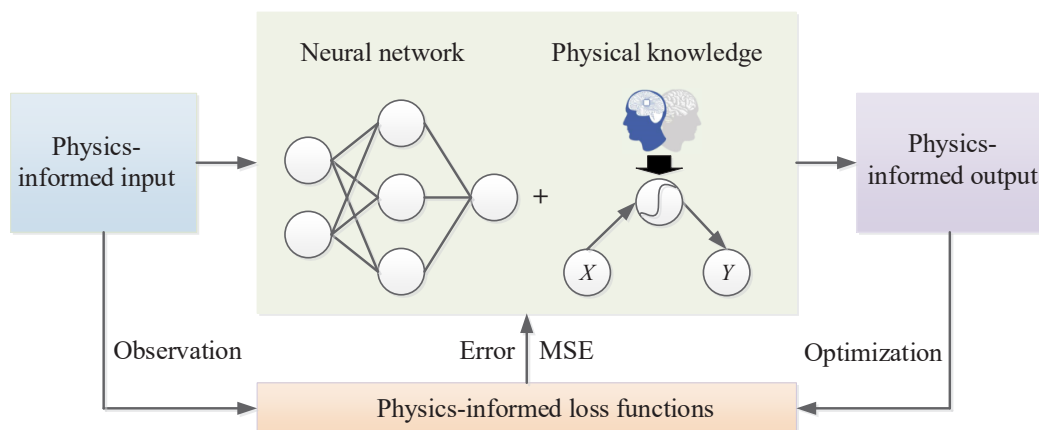 Neural network
Physical knowledge
Physics-
informed input
+
X
Y
Physics-
informed output
Observation
Error
MSE
Optimization
Physics-informed loss functions